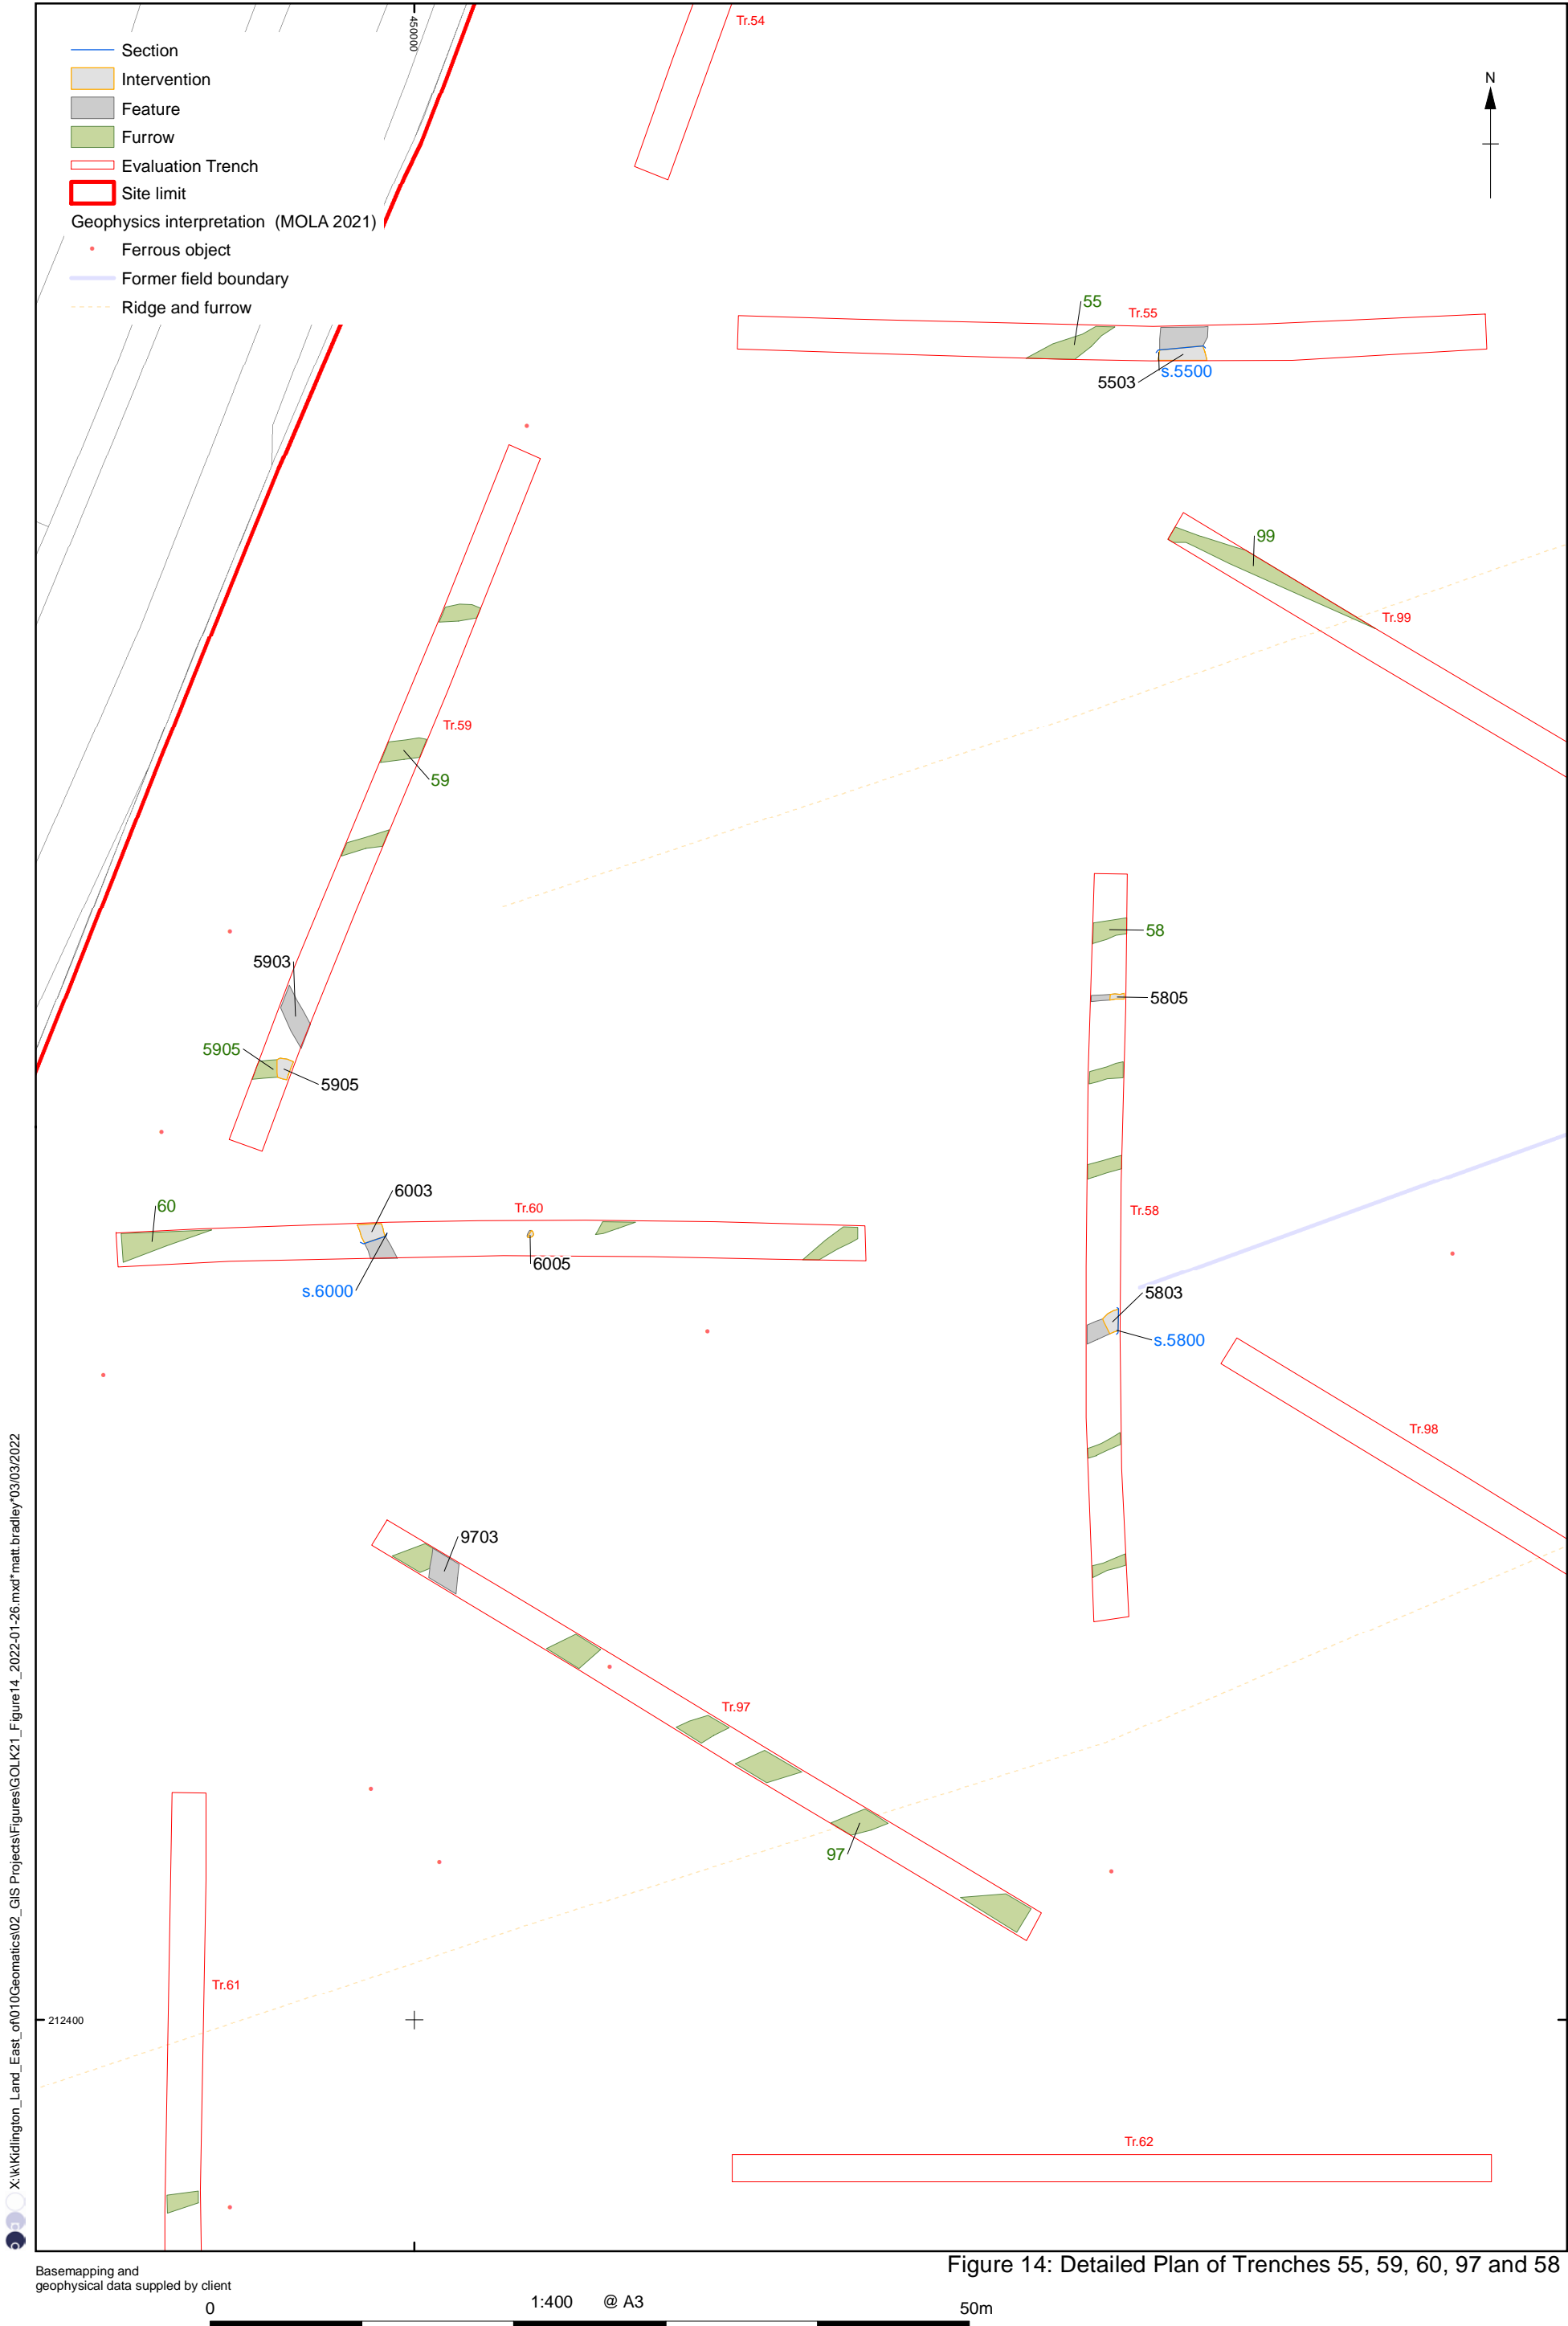 450000
Tr.54
Section
Intervention
Feature
Furrow
Evaluation Trench
Site limit
Geophysics interpretation (MOLA 2021)
Ferrous object
Former field boundary
Ridge and furrow
N
55
Tr.55
5503
s.5500
99
Tr.99
Tr.59
59
58
5805
5903
5905
5905
60
6003
Tr.60
6005
s.6000
Tr.58
5803
s.5800
Tr.98
9703
Tr.97
97
Tr.61
212400
Tr.62
X:\k\Kidlington_Land_East_of\010Geomatics\02_GIS Projects\Figures\GOLK21_Figure14_2022-01-26.mxd*matt.bradley*03/03/2022
Figure 14: Detailed Plan of Trenches 55, 59, 60, 97 and 58
Basemapping and
geophysical data suppled by client
0
1:400 @ A3
50m